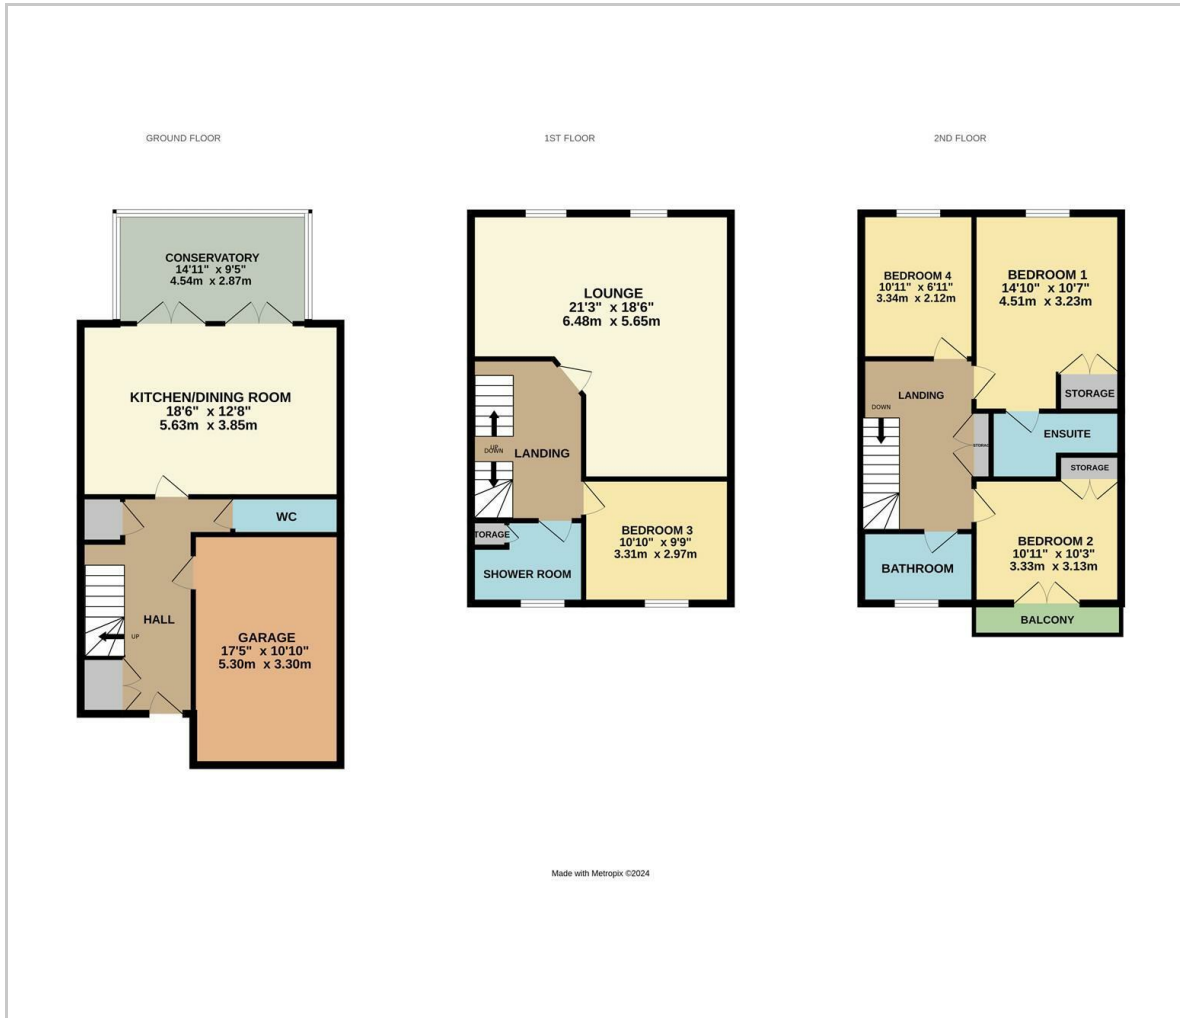 GROUND FLOOR
1ST FLOOR
2ND FLOOR
CONSERVATORY
14'11" x 9'5"
4.54m x 2.87m
KITCHEN/DINING ROOM
18'6" x 12'8"
5.63m x 3.85m
WC
HALL
UP
GARAGE
17'5" x 10'10"
5.30m x 3.30m
LOUNGE
21'3" x 18'6"
6.48m x 5.65m
UP
DOWN
LANDING
TORAGE
SHOWER ROOM
BEDROOM 3
10'10" x 9'9"
3.31m x 2.97m
BEDROOM 4
10'11" x 6'11"
3.34m x 2.12m
BEDROOM 1
14'10" x 10'7"
4.51m x 3.23m
STORAGE
LANDING
DOWN
STORAGE
ENSUITE
STORAGE
BEDROOM 2
10'11" x 10'3"
3.33m x 3.13m
BATHROOM
BALCONY
Made with Metropix ©2024